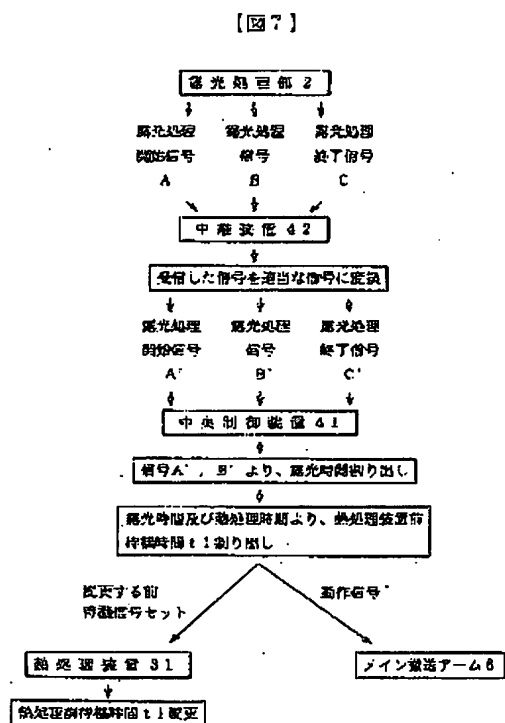 【図7】
露光処理部2
露光処理 露光処理 露光処理
開始信号 信号 終了信号
A B C
中継装置42
受信した信号を適当な信号に変換
露光処理 露光処理 露光処理
開始信号 信号 終了信号
A' B' C'
中央制御装置41
信号A', B'より、露光時間割り出し
露光時間及び熱処理時間より、熱処理装置前
待機時間t1割り出し
変更する前 動作信号
待機信号セット
熱処理装置31 メイン搬送アーム6
熱処理前待機時間t1変更